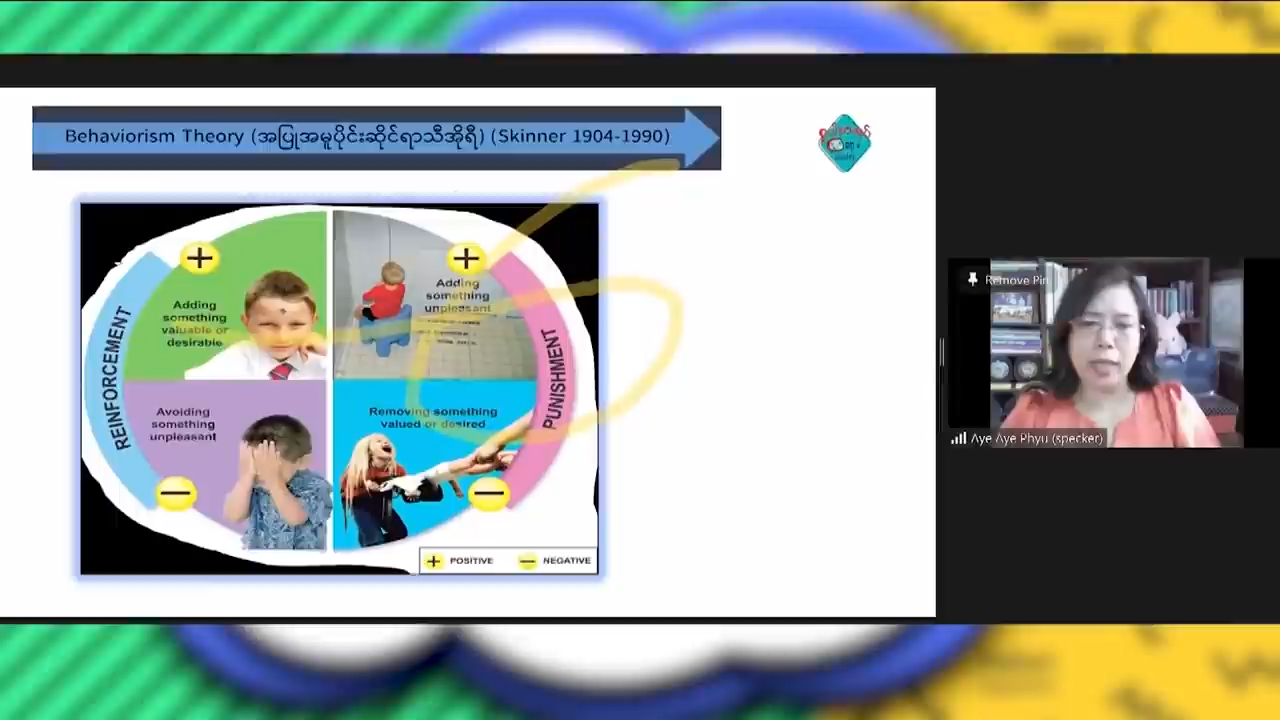 Behaviorism Theory (အပြုအမူပိုင်းဆိုင်ရာသီအိုရီ) (Skinner 1904-1990)
REINFORCEMENT
+
Adding
something
valuable or
desirable
+
Adding
something
unpleasant
PUNISHMENT
Avoiding
something
unpleasant
−
Removing something
valued or desired
−
+ POSITIVE − NEGATIVE
Remove Pin
Aye Aye Phyu (specker)